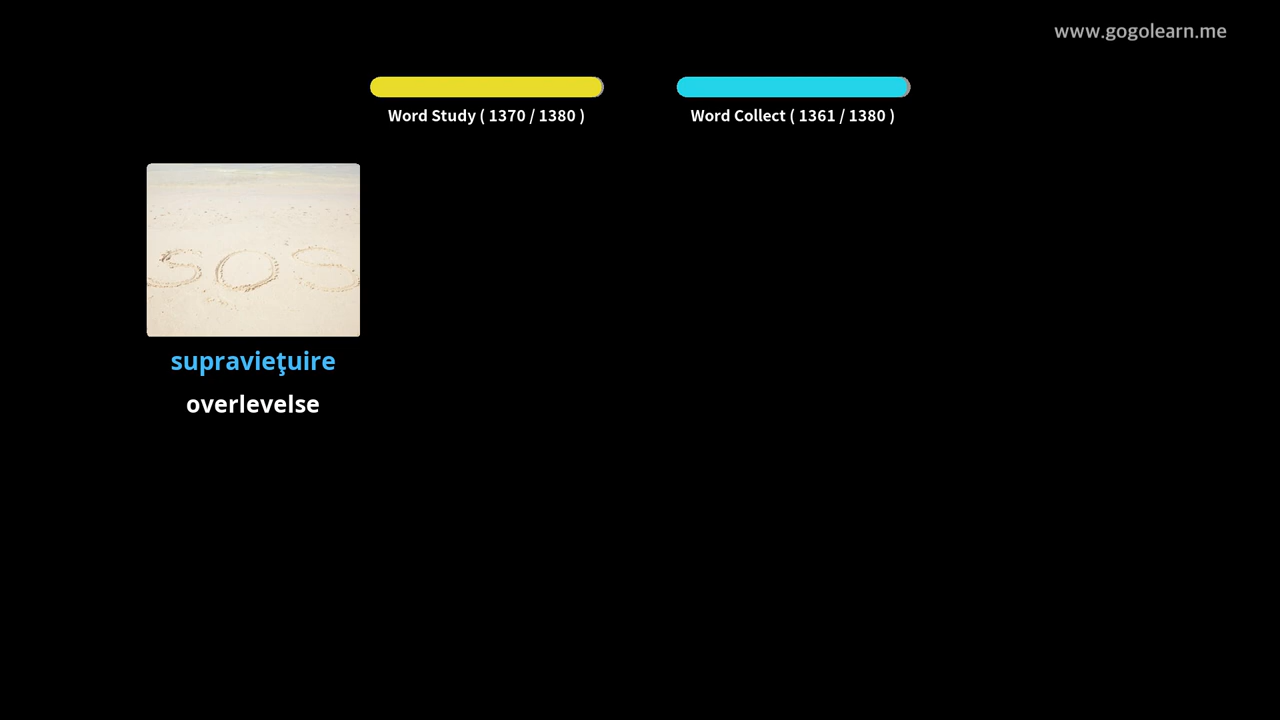 www.gogolearn.me
Word Study ( 1370 / 1380 )
Word Collect ( 1361 / 1380 )
SOS
supravieţuire
overlevelse